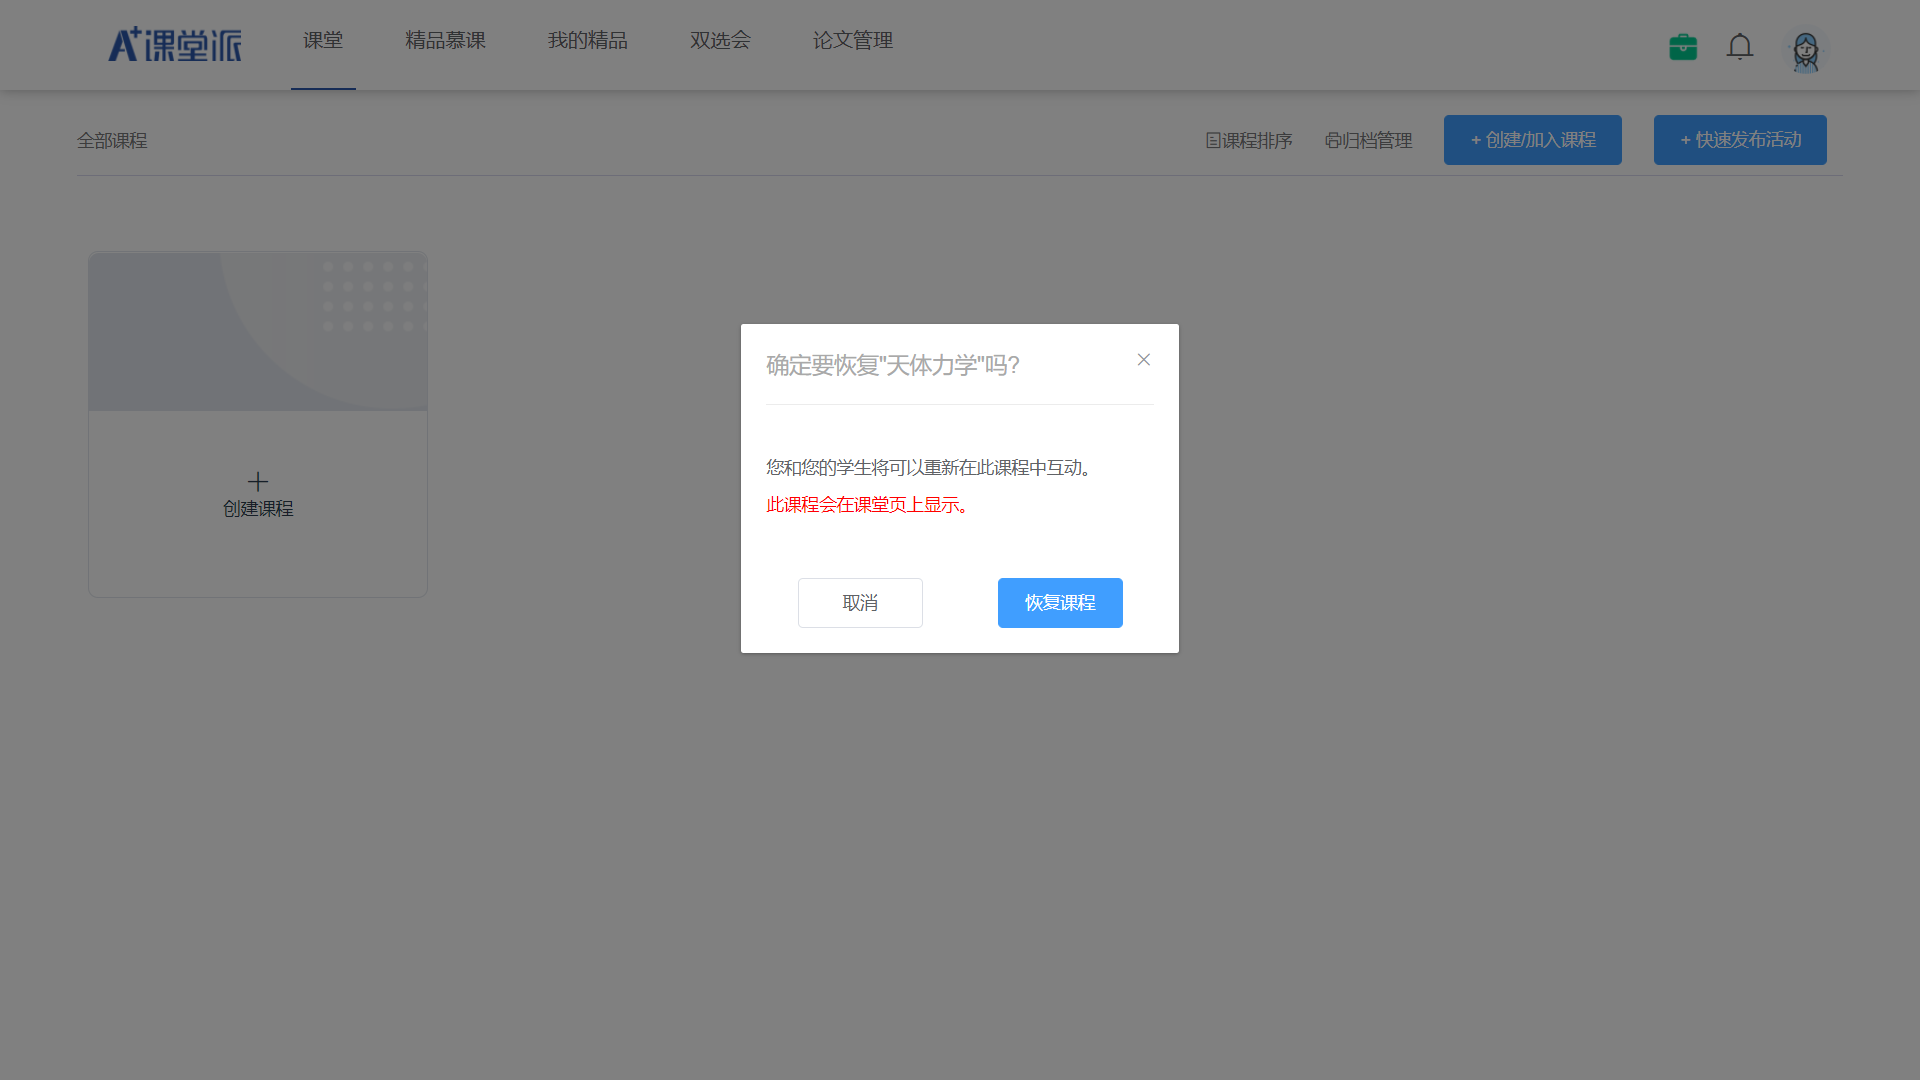 A+课堂派
课堂
精品慕课
我的精品
双选会
论文管理
全部课程
课程排序
归档管理
+ 创建/加入课程
+ 快速发布活动
创建课程
确定要恢复"天体力学"吗?
您和您的学生将可以重新在此课程中互动。
此课程会在课堂页上显示。
取消
恢复课程